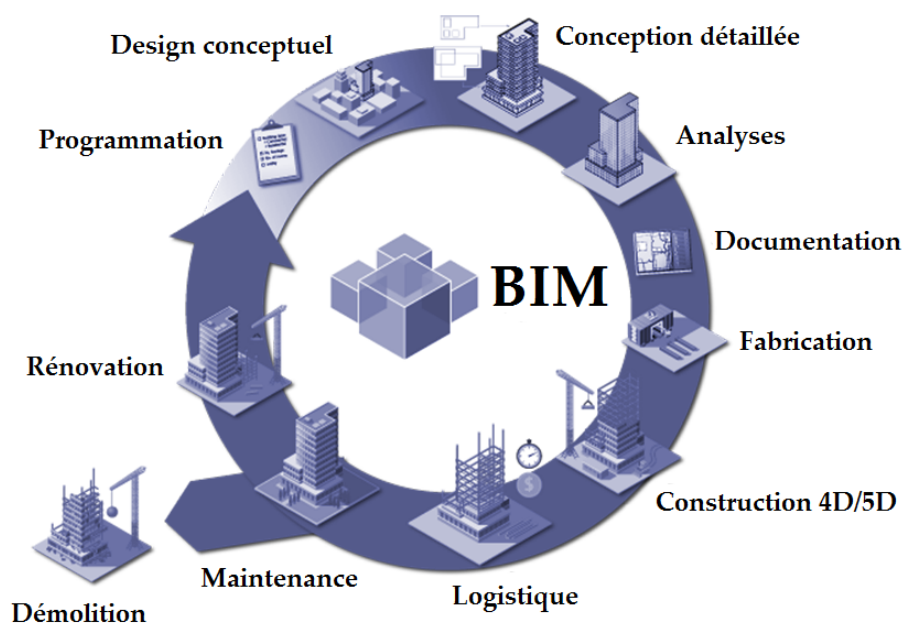 Design conceptuel
Conception détaillée
Programmation
Analyses
Documentation
BIM
Fabrication
Rénovation
Construction 4D/5D
Maintenance
Logistique
Démolition
$